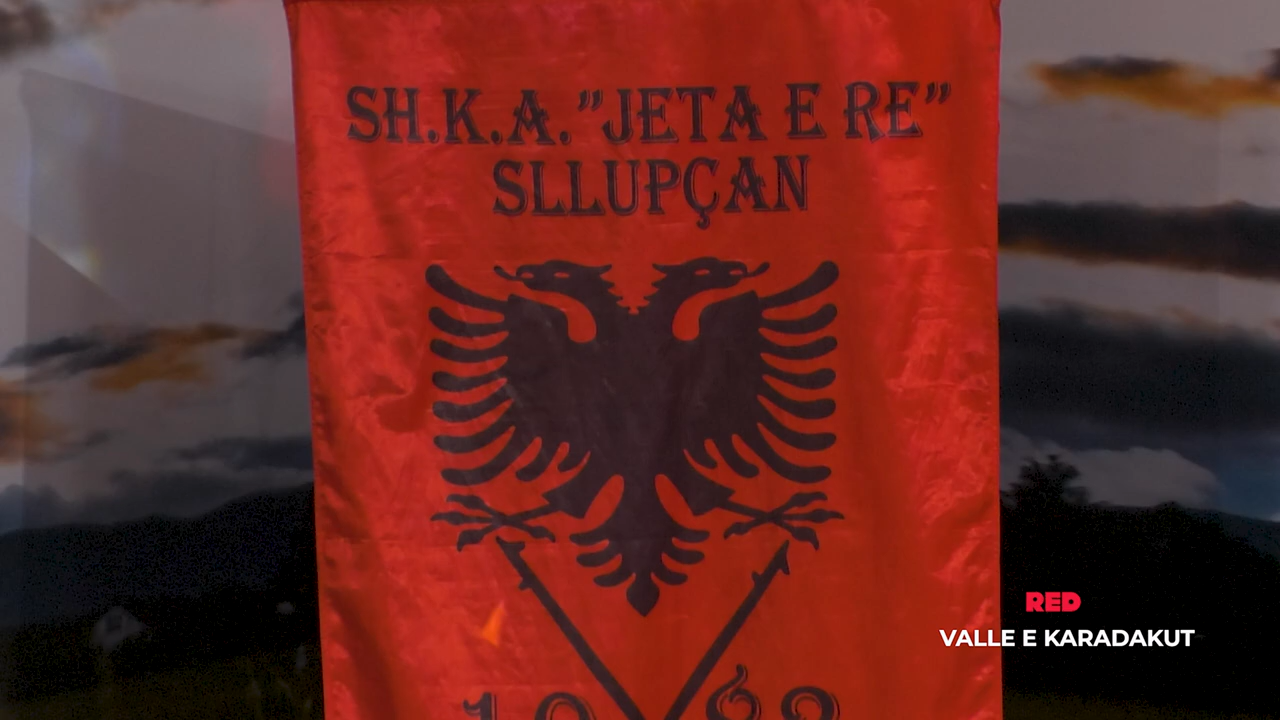 SH.K.A."JETA E RE"
SLLUPÇAN
RED
VALLE E KARADAKUT